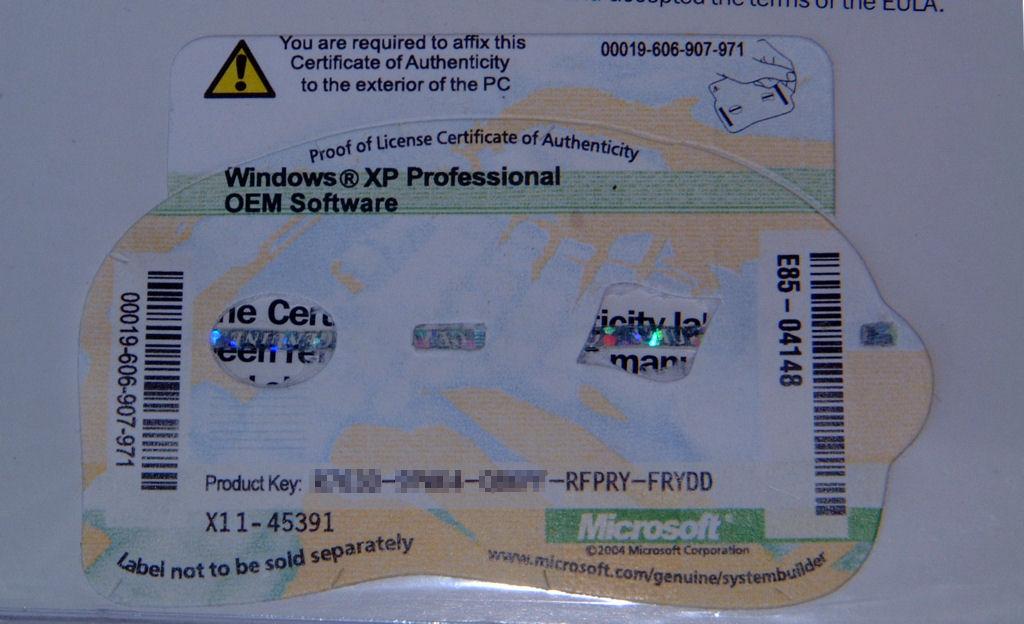 accepted the terms of the EULA.
You are required to affix this
Certificate of Authenticity
to the exterior of the PC
00019-606-907-971
Proof of License Certificate of Authenticity
Windows® XP Professional
OEM Software
00019-606-907-971
E85-04148
Product Key: -RFPRY-FRYDD
X11-45391
Microsoft®
©2004 Microsoft Corporation
Label not to be sold separately
www.microsoft.com/genuine/systembuilder